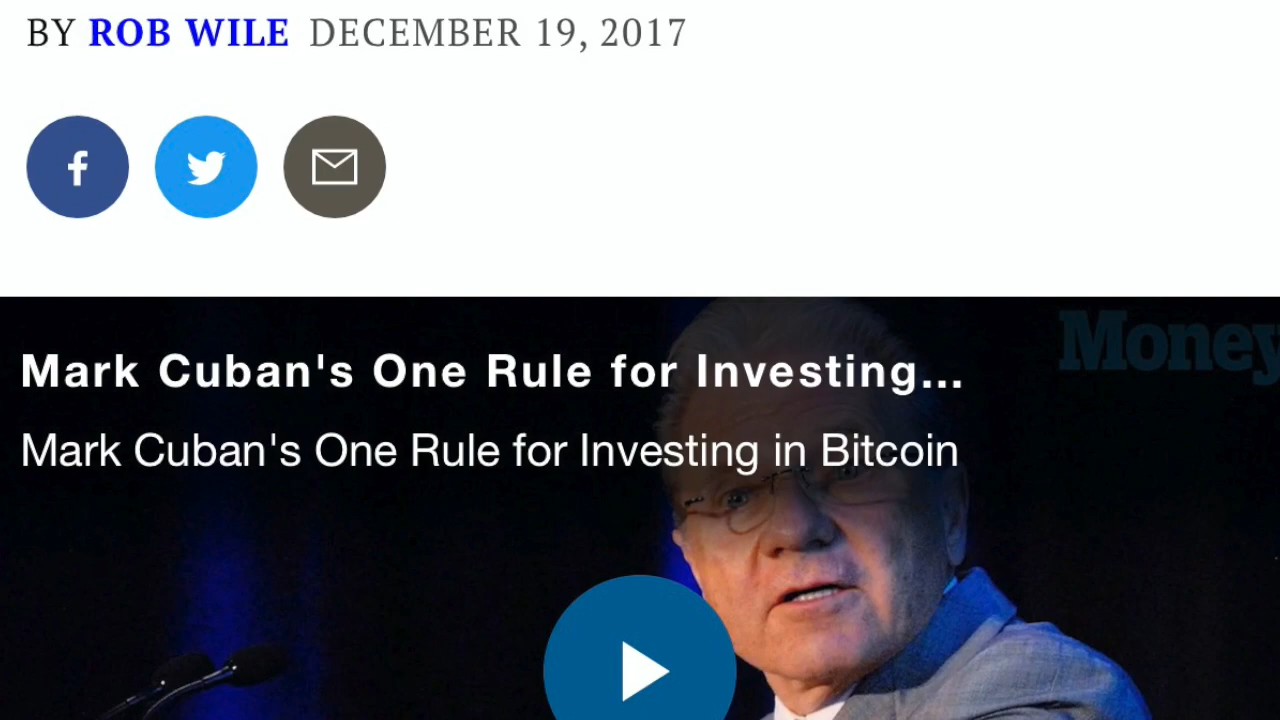 BY ROB WILE DECEMBER 19, 2017
Money
Mark Cuban's One Rule for Investing...
Mark Cuban's One Rule for Investing in Bitcoin